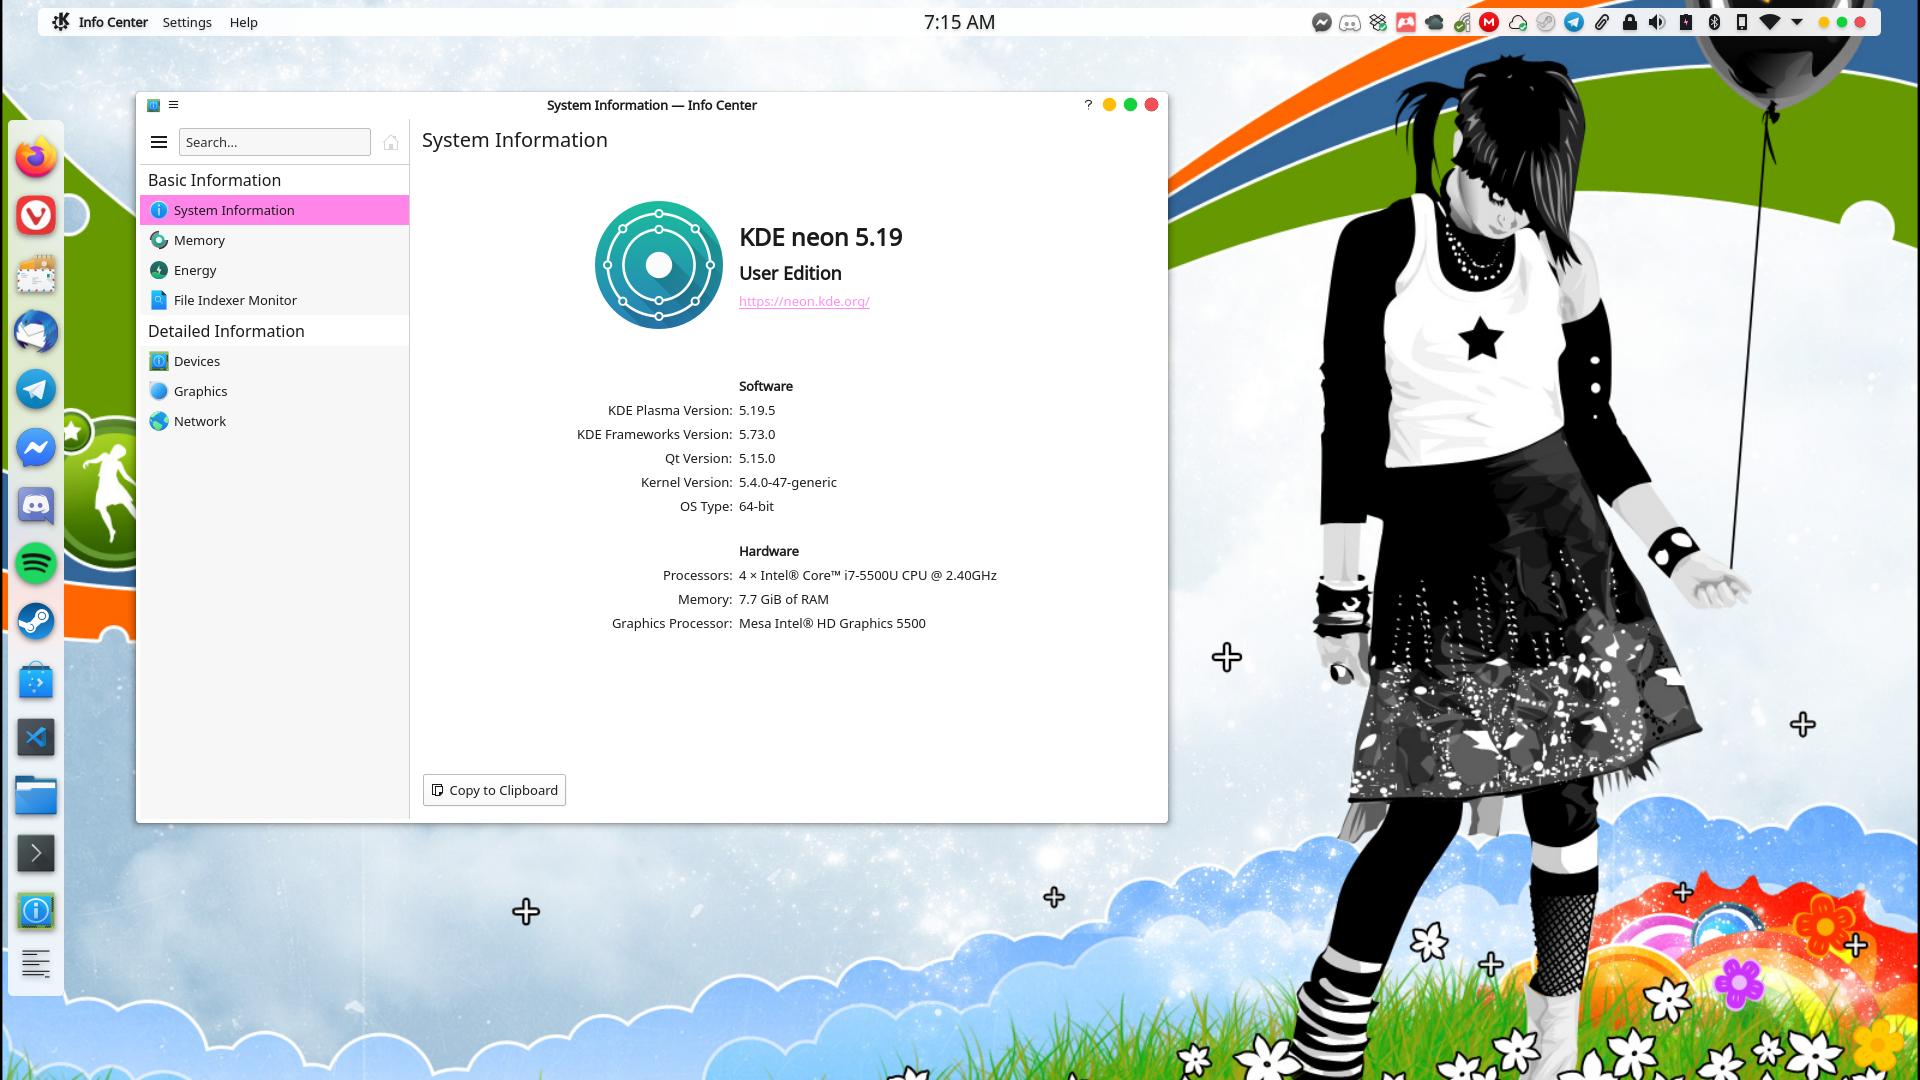 Info Center Settings Help
7:15 AM
System Information — Info Center
?
Search...
System Information
Basic Information
System Information
Memory
Energy
File Indexer Monitor
Detailed Information
Devices
Graphics
Network
KDE neon 5.19
User Edition
https://neon.kde.org/
Software
KDE Plasma Version: 5.19.5
KDE Frameworks Version: 5.73.0
Qt Version: 5.15.0
Kernel Version: 5.4.0-47-generic
OS Type: 64-bit
Hardware
Processors: 4 × Intel® Core™ i7-5500U CPU @ 2.40GHz
Memory: 7.7 GiB of RAM
Graphics Processor: Mesa Intel® HD Graphics 5500
Copy to Clipboard